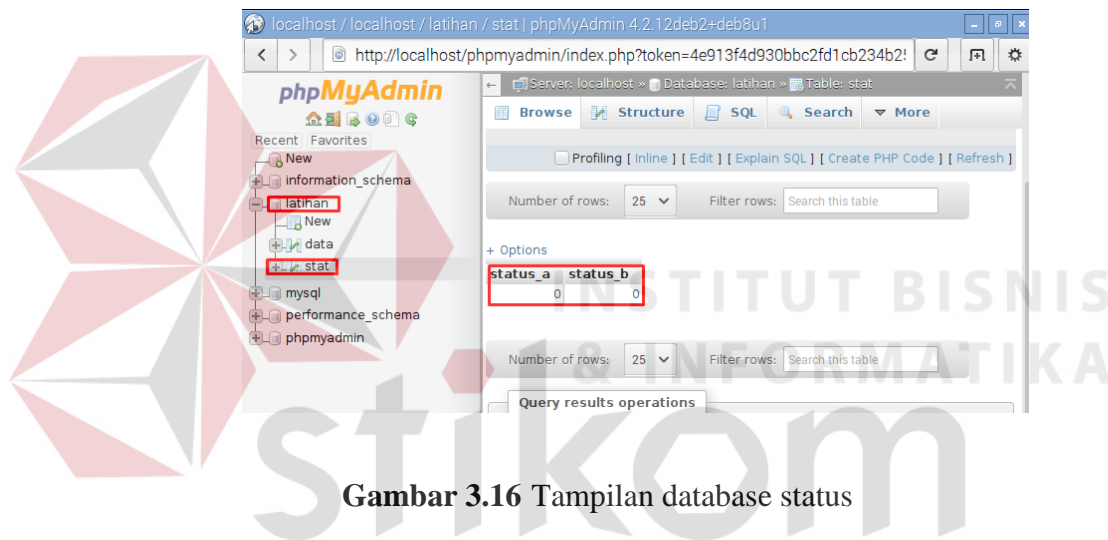 localhost / localhost / latihan / stat | phpMyAdmin 4.2.12deb2+deb8u1
http://localhost/phpmyadmin/index.php?token=4e913f4d930bbc2fd1cb234b25
phpMyAdmin
Recent Favorites
New
information_schema
latihan
New
data
stat
mysql
performance_schema
phpmyadmin
Server: localhost » Database: latihan » Table: stat
Browse Structure SQL Search More
Profiling [ Inline ] [ Edit ] [ Explain SQL ] [ Create PHP Code ] [ Refresh ]
Number of rows: 25 Filter rows: Search this table
+ Options
status_a status_b
0 0
Number of rows: 25 Filter rows: Search this table
Query results operations
INSTITUT BISNIS
& INFORMATIKA
stikom
Gambar 3.16 Tampilan database status